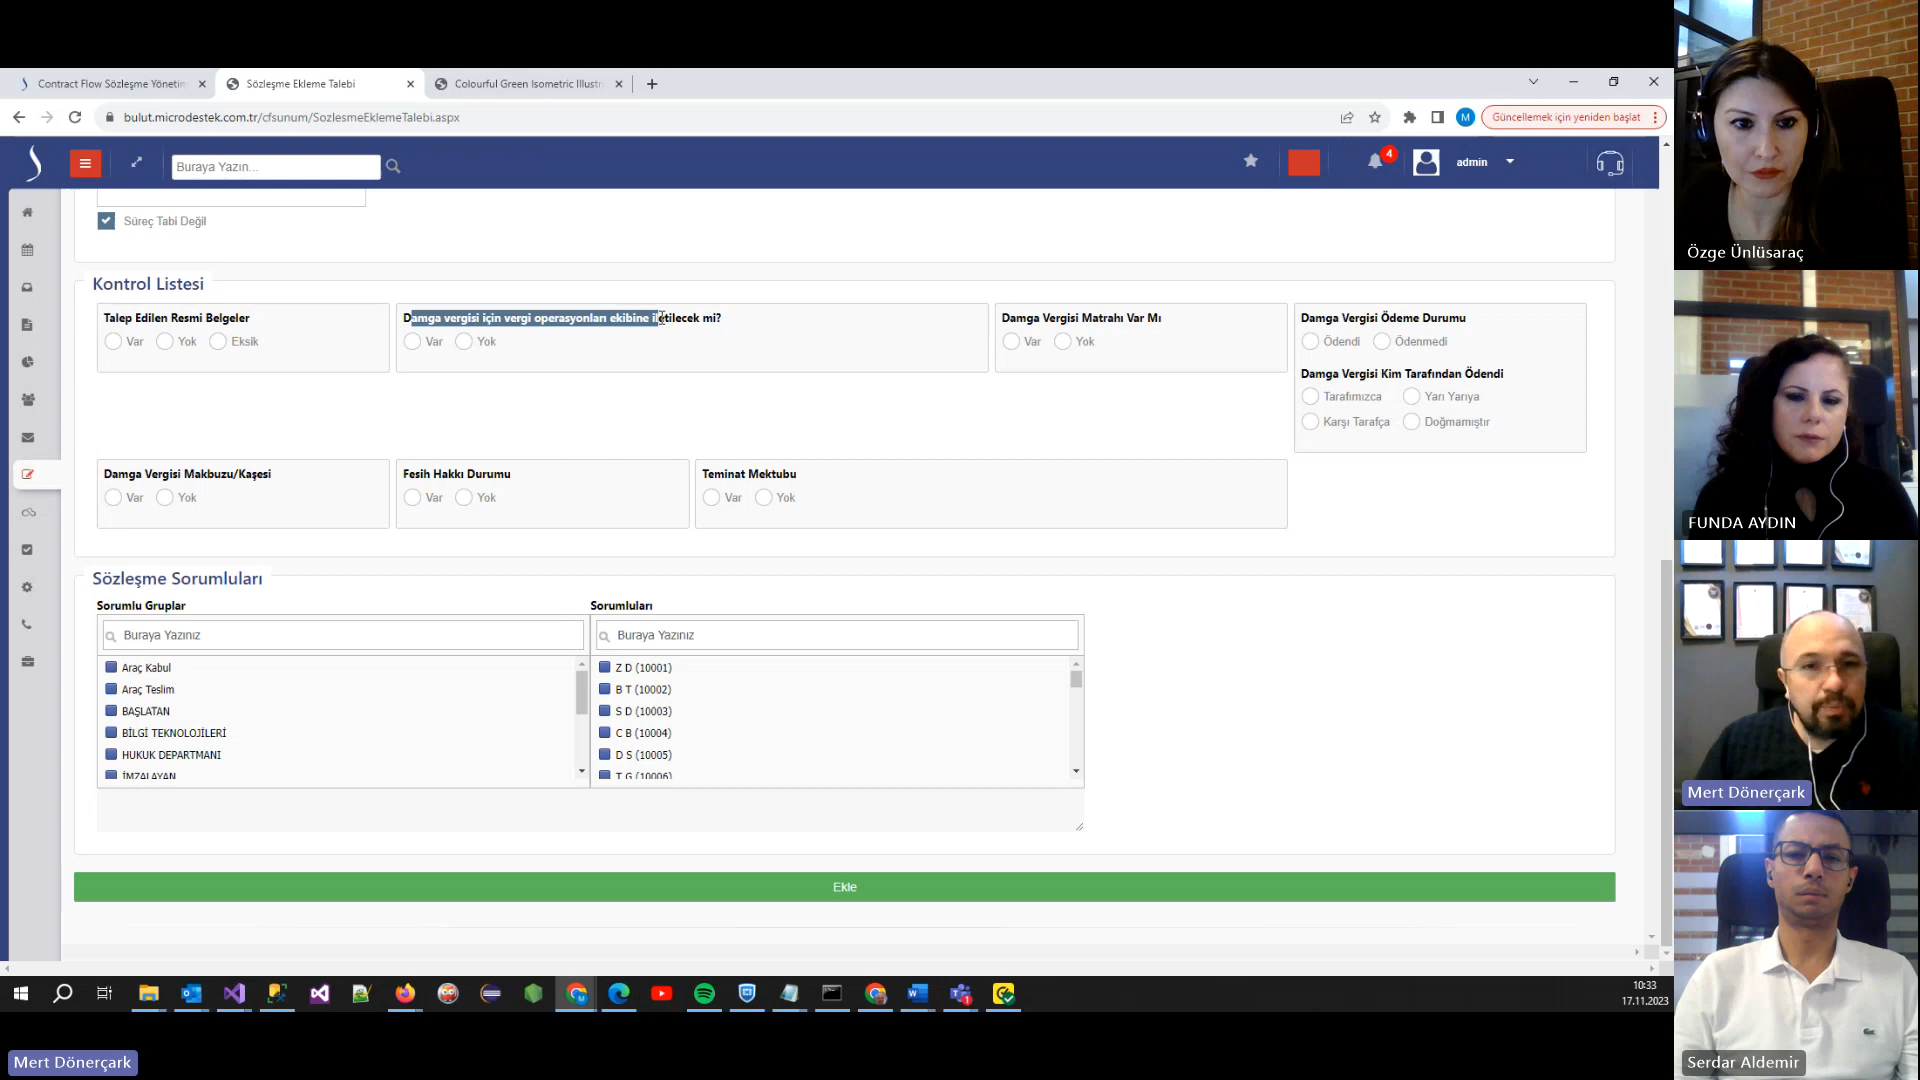 Contract Flow Sözleşme Yönetim
Sözleşme Ekleme Talebi
Colourful Green Isometric Illustr
bulut.microdestek.com.tr/cfsunum/SozlesmeEklemeTalebi.aspx
M
Güncellemek için yeniden başlat
Buraya Yazın...
4
admin
Süreç Tabi Değil
Kontrol Listesi
Talep Edilen Resmi Belgeler
Var Yok Eksik
Damga vergisi için vergi operasyonları ekibine iletilecek mi?
Var Yok
Damga Vergisi Matrahı Var Mı
Var Yok
Damga Vergisi Ödeme Durumu
Ödendi Ödenmedi
Damga Vergisi Kim Tarafından Ödendi
Tarafımızca Yarı Yarıya
Karşı Tarafça Doğmamıştır
Damga Vergisi Makbuzu/Kaşesi
Var Yok
Fesih Hakkı Durumu
Var Yok
Teminat Mektubu
Var Yok
Sözleşme Sorumluları
Sorumlu Gruplar
Buraya Yazınız
Araç Kabul
Araç Teslim
BAŞLATAN
BİLGİ TEKNOLOJİLERİ
HUKUK DEPARTMANI
İMZALAYAN
Sorumluları
Buraya Yazınız
Z D (10001)
B T (10002)
S D (10003)
C B (10004)
D S (10005)
T G (10006)
Ekle
10:33
17.11.2023
Mert Dönerçark
Özge Ünlüsaraç
FUNDA AYDIN
Mert Dönerçark
Serdar Aldemir